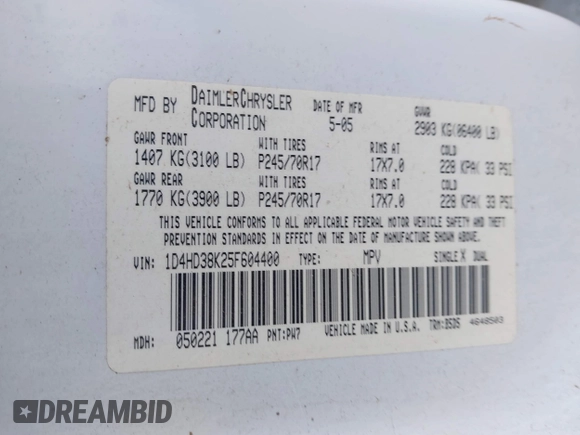 MFD BY DAIMLERCHRYSLER CORPORATION DATE OF MFR 5-05 GVWR 2903 KG(06400 LB)
GAWR FRONT WITH TIRES RIMS AT COLD
1407 KG(3100 LB) P245/70R17 17X7.0 228 KPA( 33 PSI
GAWR REAR WITH TIRES RIMS AT COLD
1770 KG(3900 LB) P245/70R17 17X7.0 228 KPA( 33 PSI
THIS VEHICLE CONFORMS TO ALL APPLICABLE FEDERAL MOTOR VEHICLE SAFETY AND THEFT
PREVENTION STANDARDS IN EFFECT ON THE DATE OF MANUFACTURE SHOWN ABOVE.
VIN: 1D4HD38K25F604400 TYPE: MPV SINGLE X DUAL
MDH: 050221 177AA PNT:PW7 VEHICLE MADE IN U.S.A. TRM:D5D5 4648503
DREAMBID